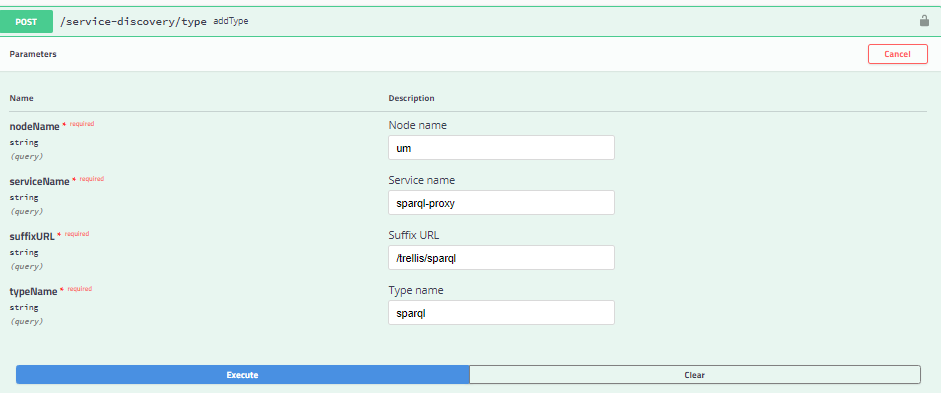 POST /service-discovery/type addType
Parameters Cancel
Name Description
nodeName * required Node name
string um
(query)
serviceName * required Service name
string sparql-proxy
(query)
suffixURL * required Suffix URL
string /trellis/sparql
(query)
typeName * required Type name
string sparql
(query)
Execute Clear